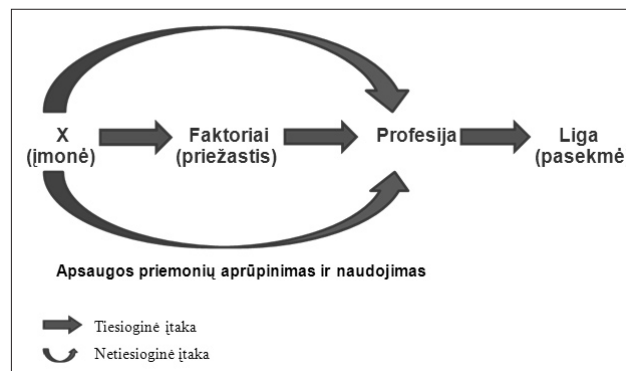 X
(įmonė)
Faktoriai
(priežastis)
Profesija
Liga
(pasekmė
Apsaugos priemonių aprūpinimas ir naudojimas
Tiesioginė įtaka
Netiesioginė įtaka